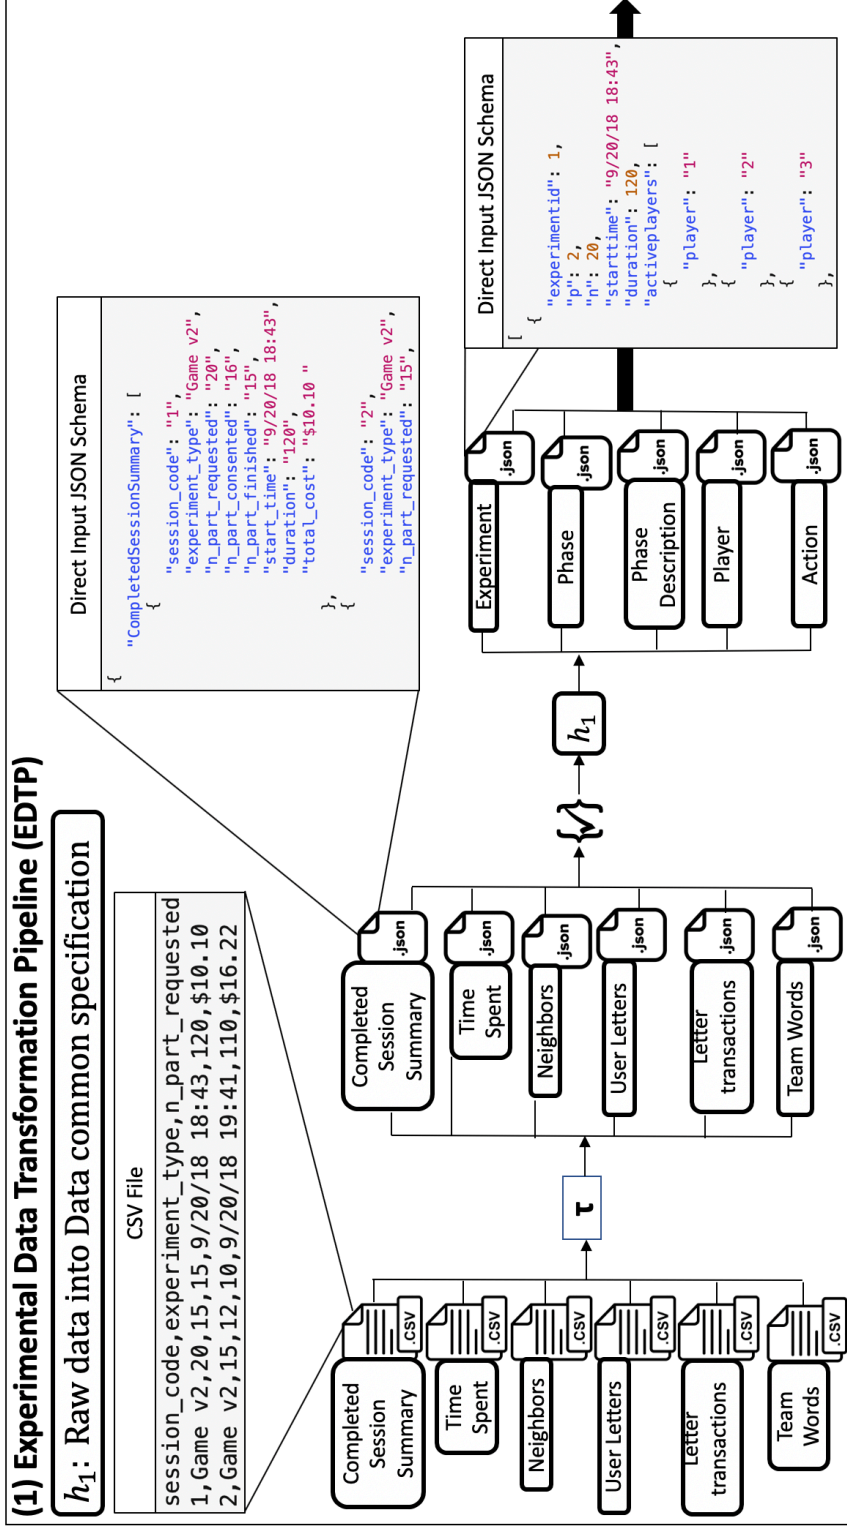 (1) Experimental Data Transformation Pipeline (EDTP)
h₁: Raw data into Data common specification
CSV File
session_code,experiment_type,n_part_requested
1,Game v2,20,15,15,9/20/18 18:43,120,$10.10
2,Game v2,15,12,10,9/20/18 19:41,110,$16.22
Completed
Session
Summary
.csv
Time
Spent
.csv
Neighbors
.csv
User Letters
.csv
Letter
transactions
.csv
Team
Words
.csv
τ
Completed
Session
Summary
.json
Time
Spent
.json
Neighbors
.json
User Letters
.json
Letter
transactions
.json
Team Words
.json
Direct Input JSON Schema
{
"CompletedSessionSummary": [
{
"session_code": "1",
"experiment_type": "Game v2",
"n_part_requested": "20",
"n_part_consented": "16",
"n_part_finished": "15",
"start_time": "9/20/18 18:43",
"duration": "120",
"total_cost": "$10.10 "
},
{
"session_code": "2",
"experiment_type": "Game v2",
"n_part_requested": "15",
{√}
h₁
Experiment
.json
Phase
.json
Phase
Description
.json
Player
.json
Action
.json
Direct Input JSON Schema
[
{
"experimentid": 1,
"p": 2,
"n": 20,
"starttime": "9/20/18 18:43",
"duration": 120,
"activeplayers": [
{
"player": "1"
},
{
"player": "2"
},
{
"player": "3"
},